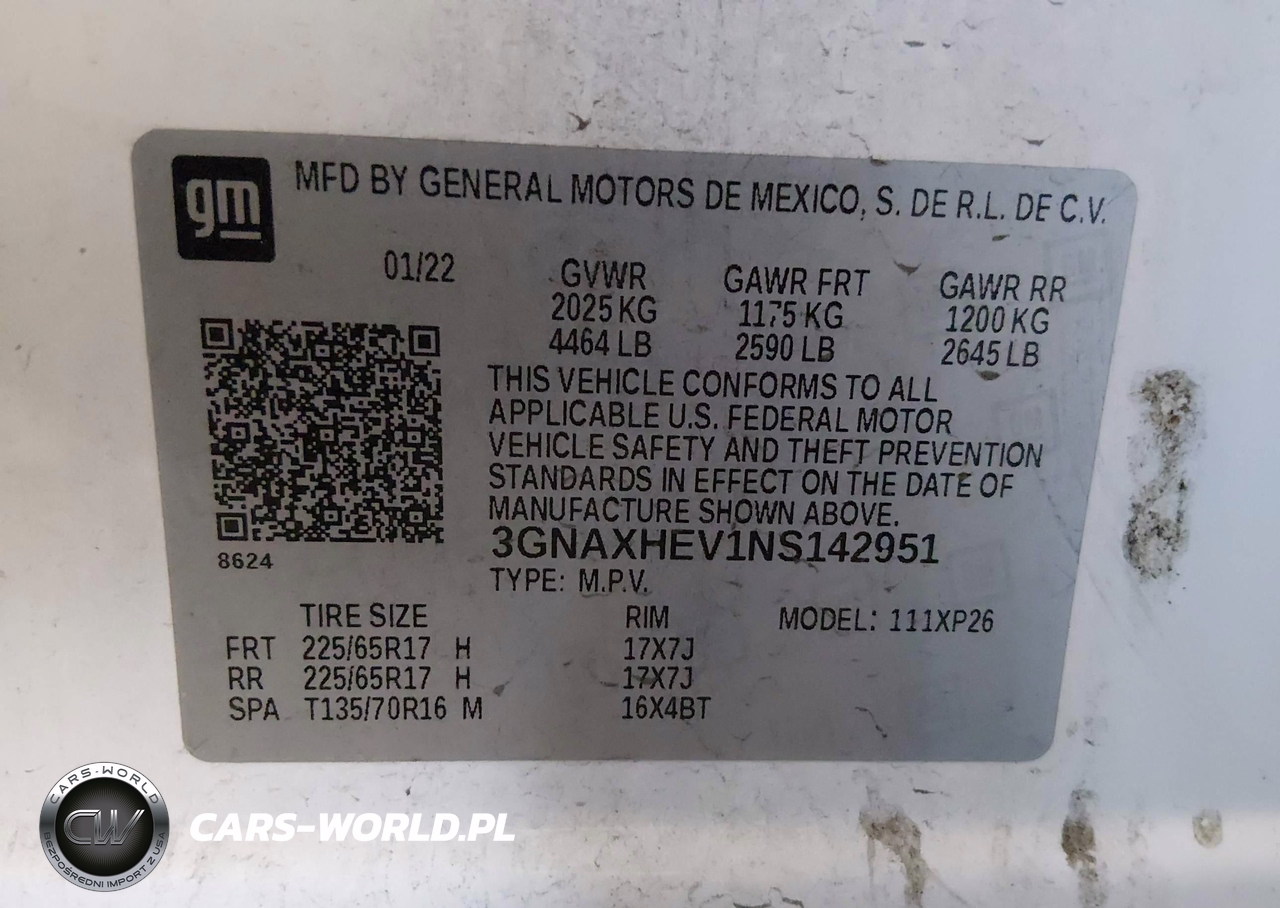 gm
MFD BY GENERAL MOTORS DE MEXICO, S. DE R.L. DE C.V.
01/22 GVWR GAWR FRT GAWR RR
2025 KG 1175 KG 1200 KG
4464 LB 2590 LB 2645 LB
THIS VEHICLE CONFORMS TO ALL
APPLICABLE U.S. FEDERAL MOTOR
VEHICLE SAFETY AND THEFT PREVENTION
STANDARDS IN EFFECT ON THE DATE OF
MANUFACTURE SHOWN ABOVE.
3GNAXHEV1NS142951
8624
TYPE: M.P.V.
TIRE SIZE RIM MODEL: 111XP26
FRT 225/65R17 H 17X7J
RR 225/65R17 H 17X7J
SPA T135/70R16 M 16X4BT
CARS-WORLD
CW
BEZPOŚREDNI IMPORT Z USA
CARS-WORLD.PL